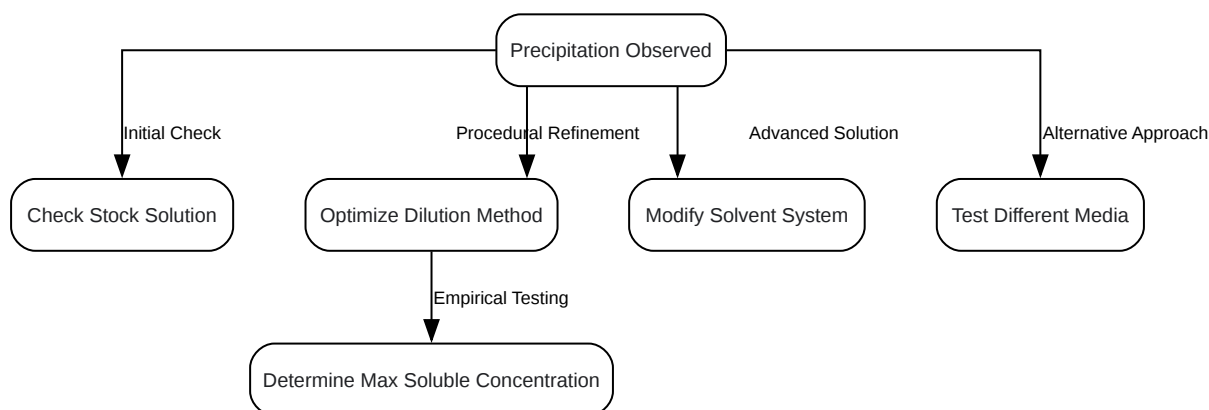 Precipitation Observed
Initial Check
Procedural Refinement
Advanced Solution
Alternative Approach
Check Stock Solution
Optimize Dilution Method
Modify Solvent System
Test Different Media
Empirical Testing
Determine Max Soluble Concentration